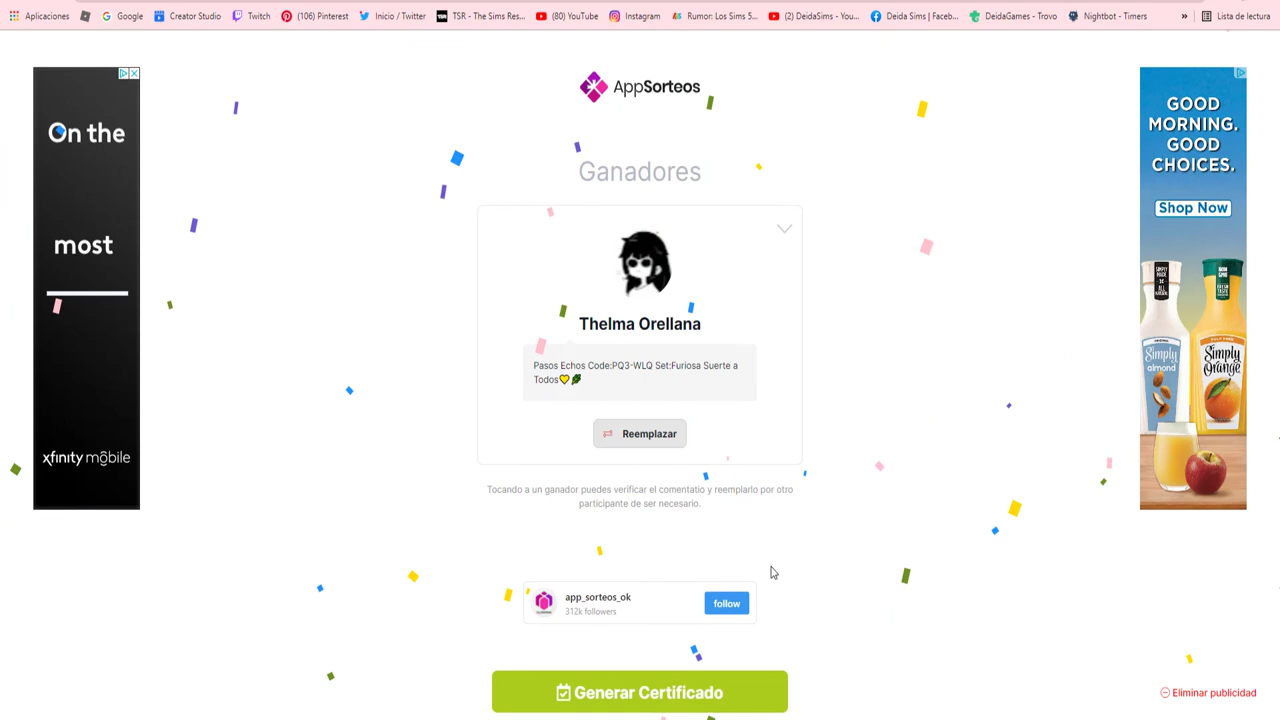 Aplicaciones
Google
Creator Studio
Twitch
(106) Pinterest
Inicio / Twitter
TSR - The Sims Res...
(80) YouTube
Instagram
Rumor: Los Sims 5...
(2) DeidaSims - You...
Deida Sims | Faceb...
DeidaGames - Trovo
Nightbot - Timers
»
Lista de lectura
On the
most
xfinity mobile
AppSorteos
Ganadores
Thelma Orellana
Pasos Echos Code:PQ3-WLQ Set:Furiosa Suerte a
Todos💛🌶
Reemplazar
Tocando a un ganador puedes verificar el comentatio y reemplarlo por otro
participante de ser necesario.
app_sorteos_ok
312k followers
follow
Generar Certificado
GOOD
MORNING.
GOOD
CHOICES.
Shop Now
Simply
almond
Simply
Orange
Eliminar publicidad